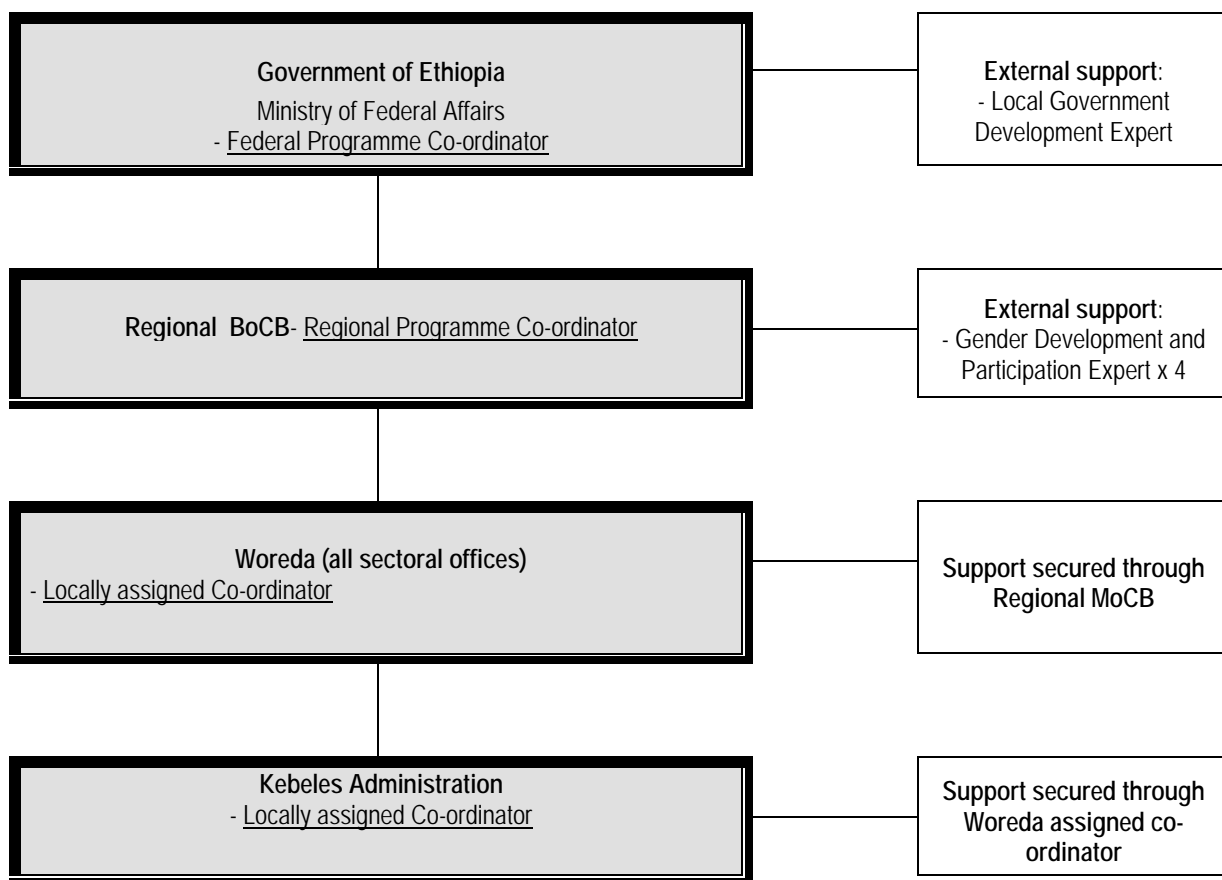 Government of Ethiopia
Ministry of Federal Affairs
- Federal Programme Co-ordinator
External support:
- Local Government
Development Expert
Regional BoCB- Regional Programme Co-ordinator
External support:
- Gender Development and
Participation Expert x 4
Woreda (all sectoral offices)
- Locally assigned Co-ordinator
Support secured through
Regional MoCB
Kebeles Administration
- Locally assigned Co-ordinator
Support secured through
Woreda assigned co-
ordinator